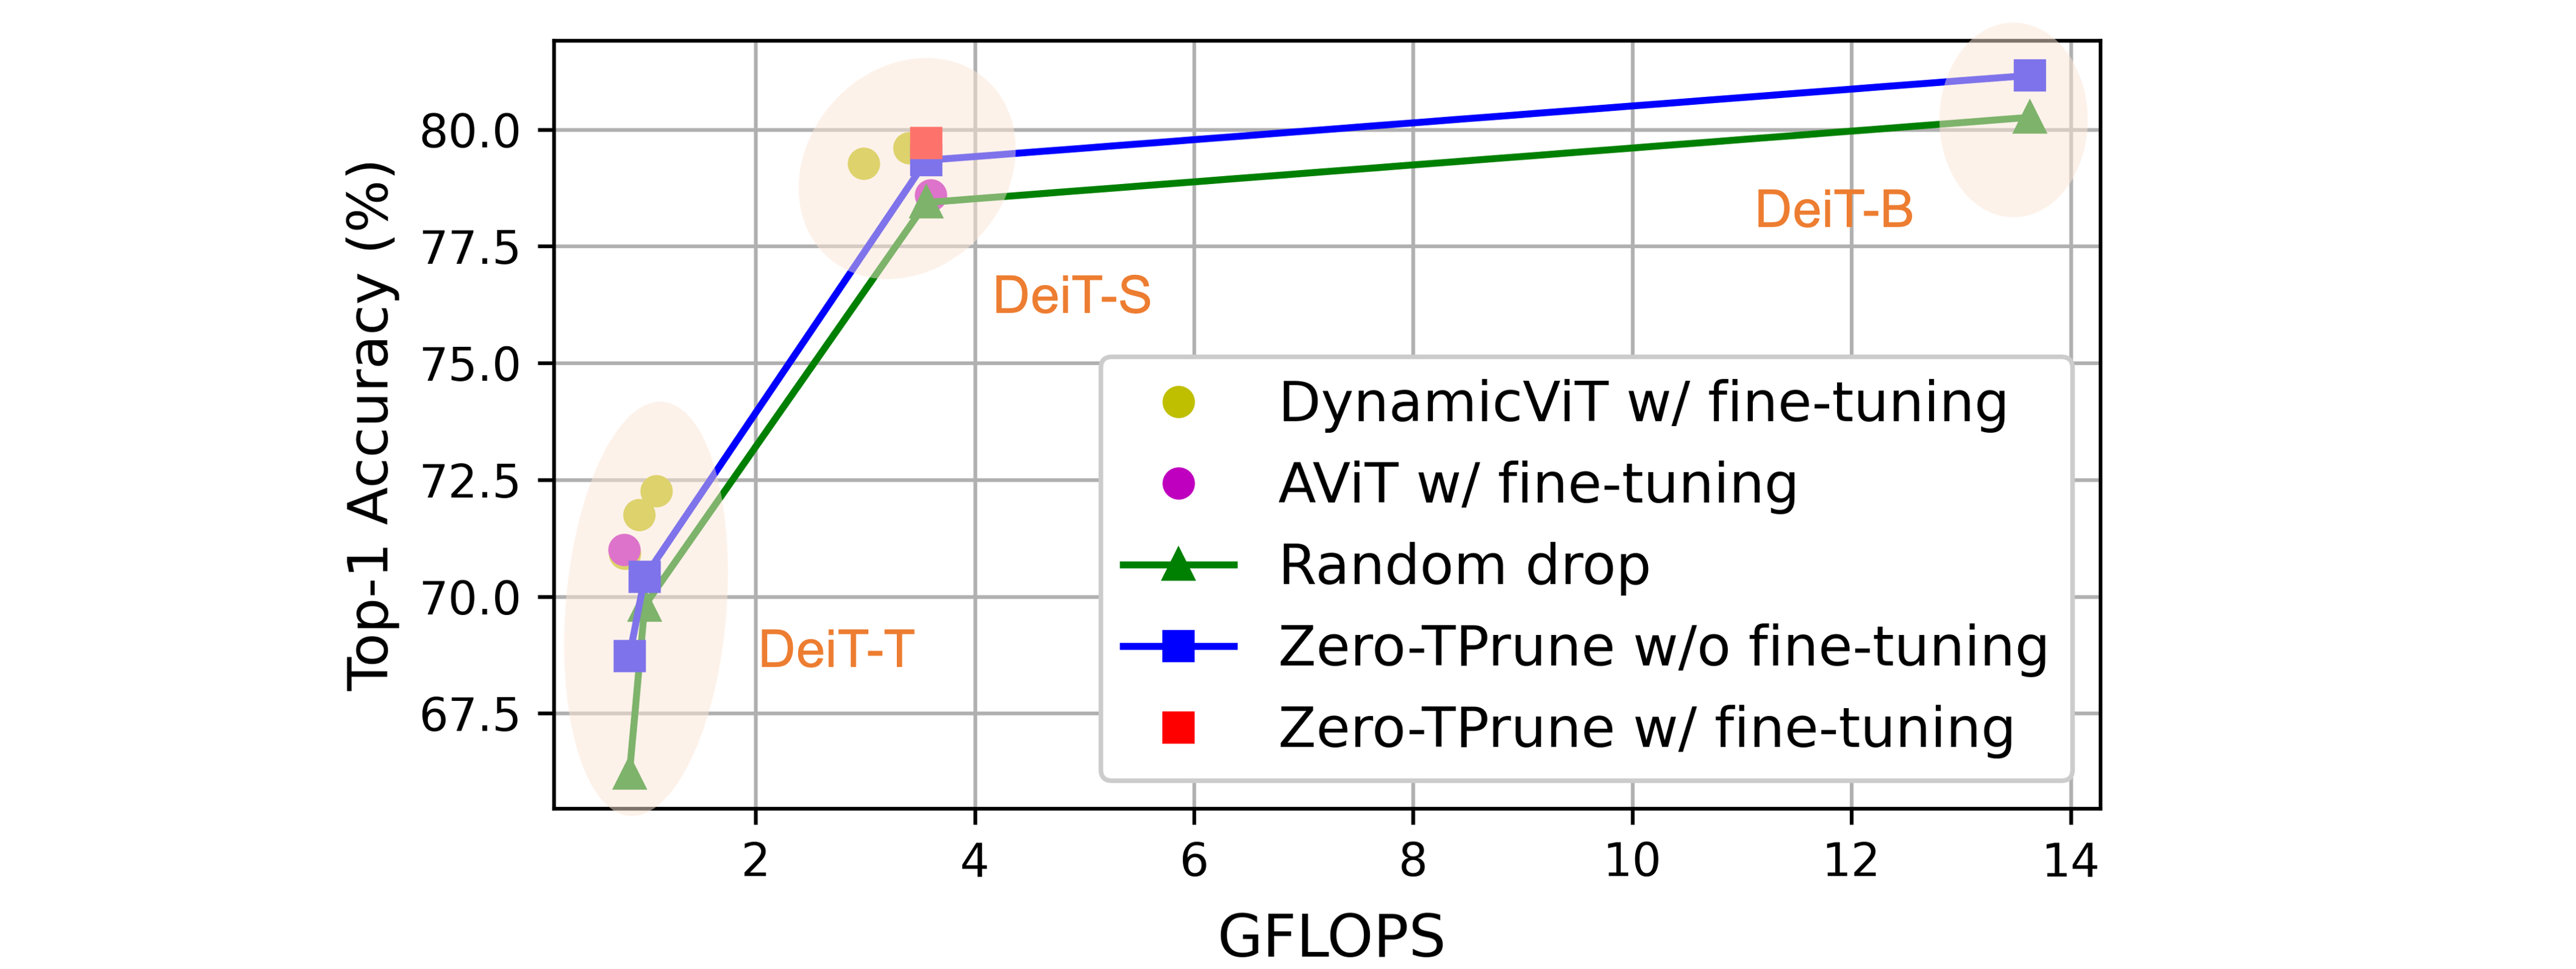 Top-1 Accuracy (%)
80.0
77.5
75.0
72.5
70.0
67.5
DeiT-B
DeiT-S
DeiT-T
DynamicViT w/ fine-tuning
AViT w/ fine-tuning
Random drop
Zero-TPrune w/o fine-tuning
Zero-TPrune w/ fine-tuning
2 4 6 8 10 12 14
GFLOPS